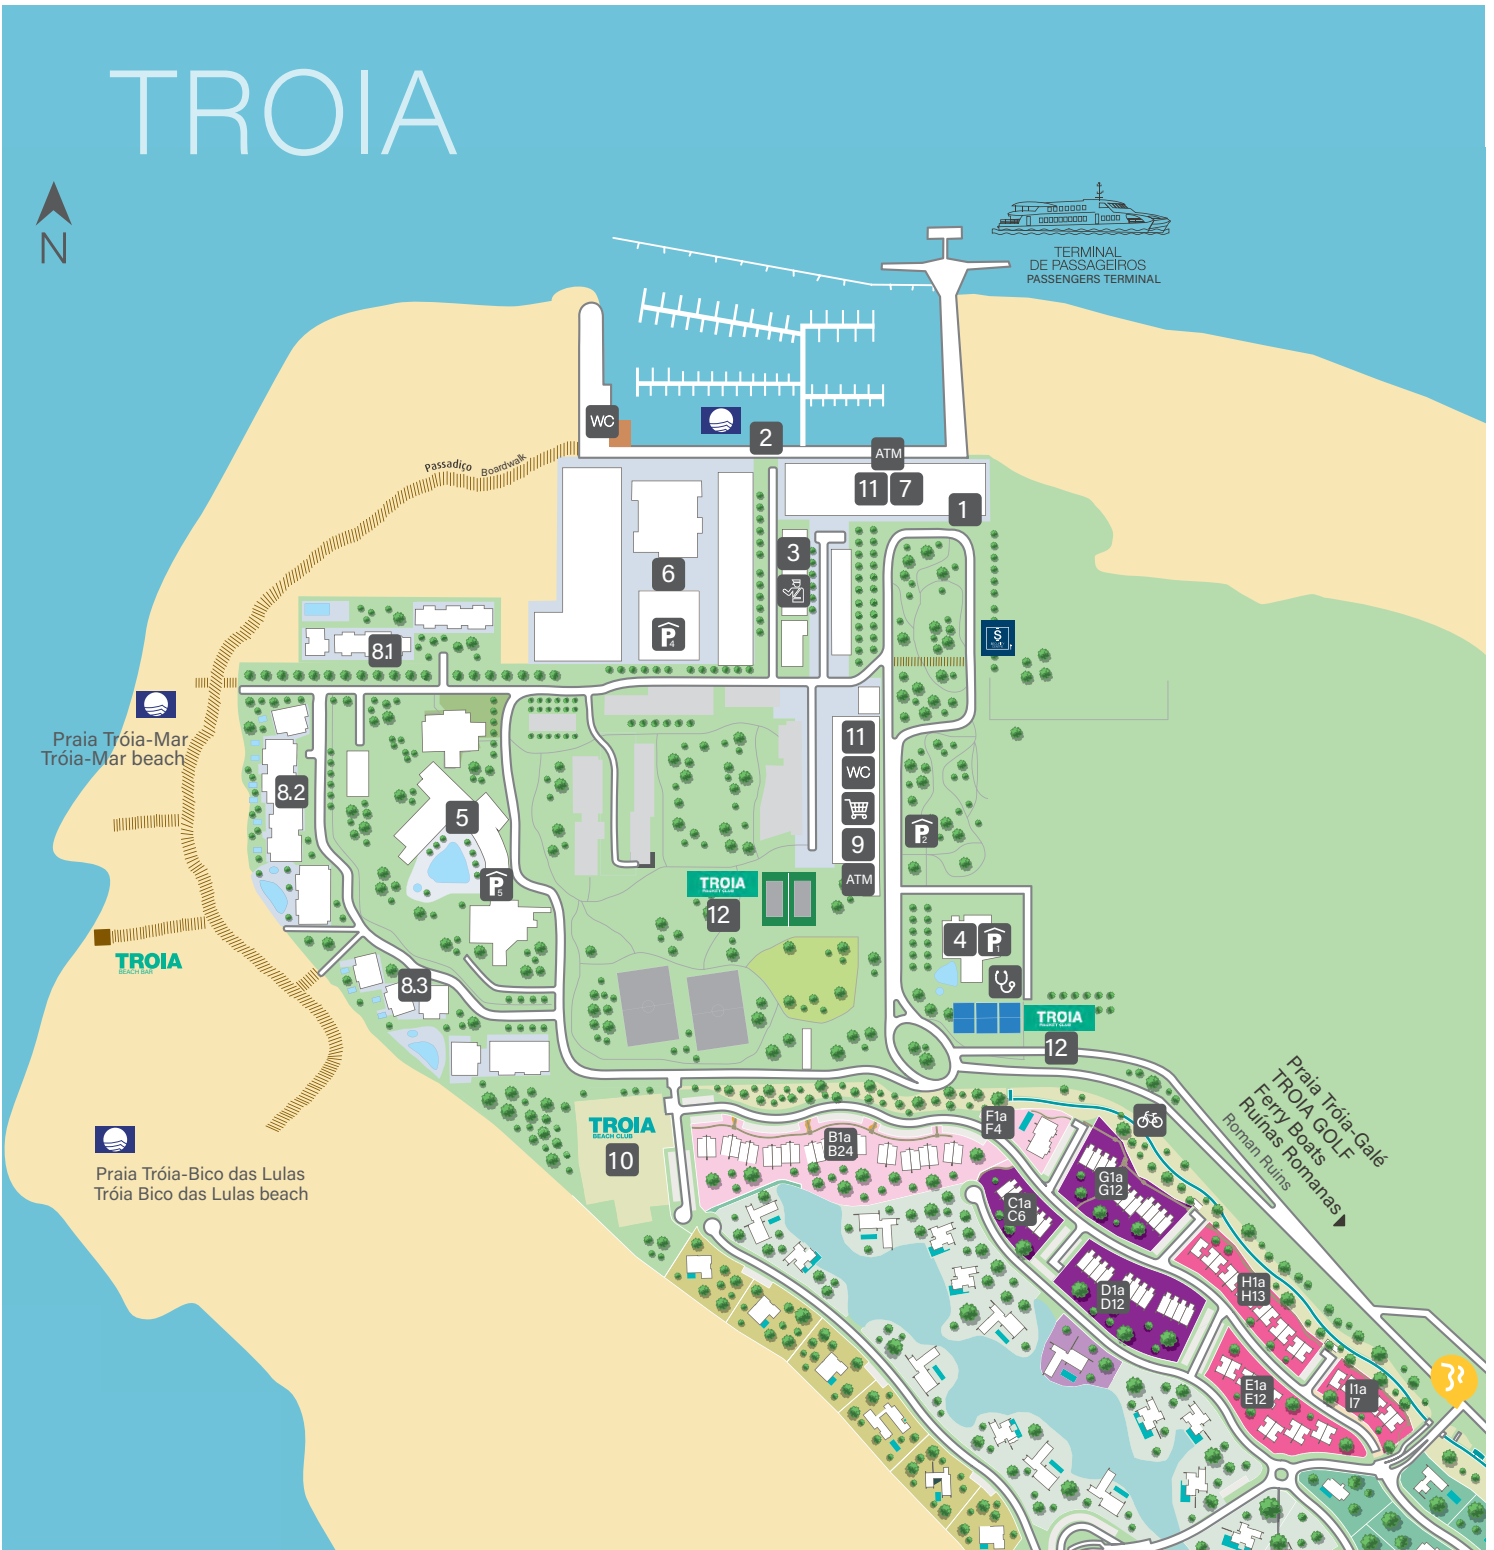 TROIA
N
TERMINAL
DE PASSAGEIROS
PASSENGERS TERMINAL
WC
2
ATM
11
7
1
Passadiço
Boardwalk
3
6
P4
8.1
Praia Tróia-Mar
Tróia-Mar beach
8.2
5
P5
11
WC
9
ATM
P2
TROIA
12
4
P1
TROIA
BEACH BAR
8.3
TROIA
12
Praia Tróia-Galé
TROIA GOLF
Ferry Boats
Ruínas Romanas
Roman Ruins
TROIA
BEACH CLUB
10
Praia Tróia-Bico das Lulas
Tróia Bico das Lulas beach
F1a
F4
B1a
B24
G1a
G12
C1a
C6
D1a
D12
H1a
H13
E1a
E12
I1a
I7